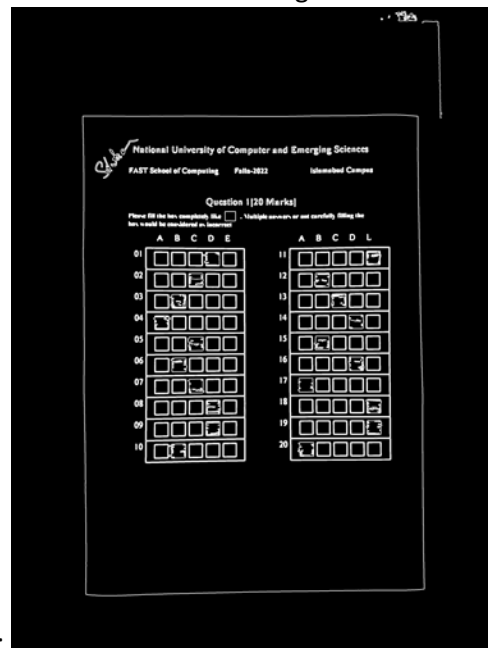 National University of Computer and Emerging Sciences
FAST School of Computing Falls-2022 Islamabad Campus
Question 1[20 Marks]
Please fill the box completely like . Multiple answers or not carefully filling the
box would be considered as incorrect
A B C D E A B C D L
01 11
02 12
03 13
04 14
05 15
06 16
07 17
08 18
09 19
10 20